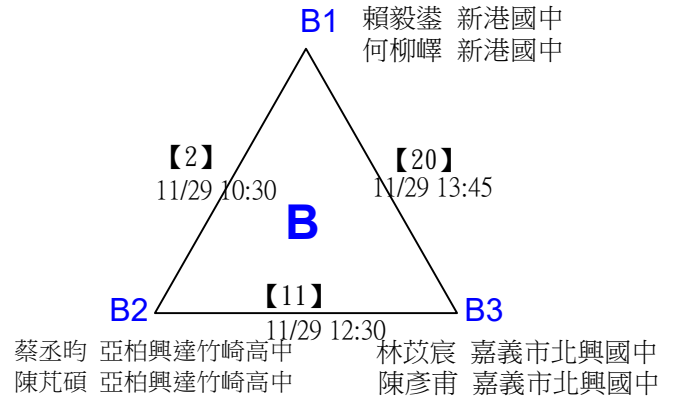 B1
賴毅鍙 新港國中
何柳嶧 新港國中
【2】
11/29 10:30
【20】
11/29 13:45
B
B2
【11】
11/29 12:30
B3
蔡丞昀 亞柏興達竹崎高中
陳芃碩 亞柏興達竹崎高中
林苡宸 嘉義市北興國中
陳彥甫 嘉義市北興國中